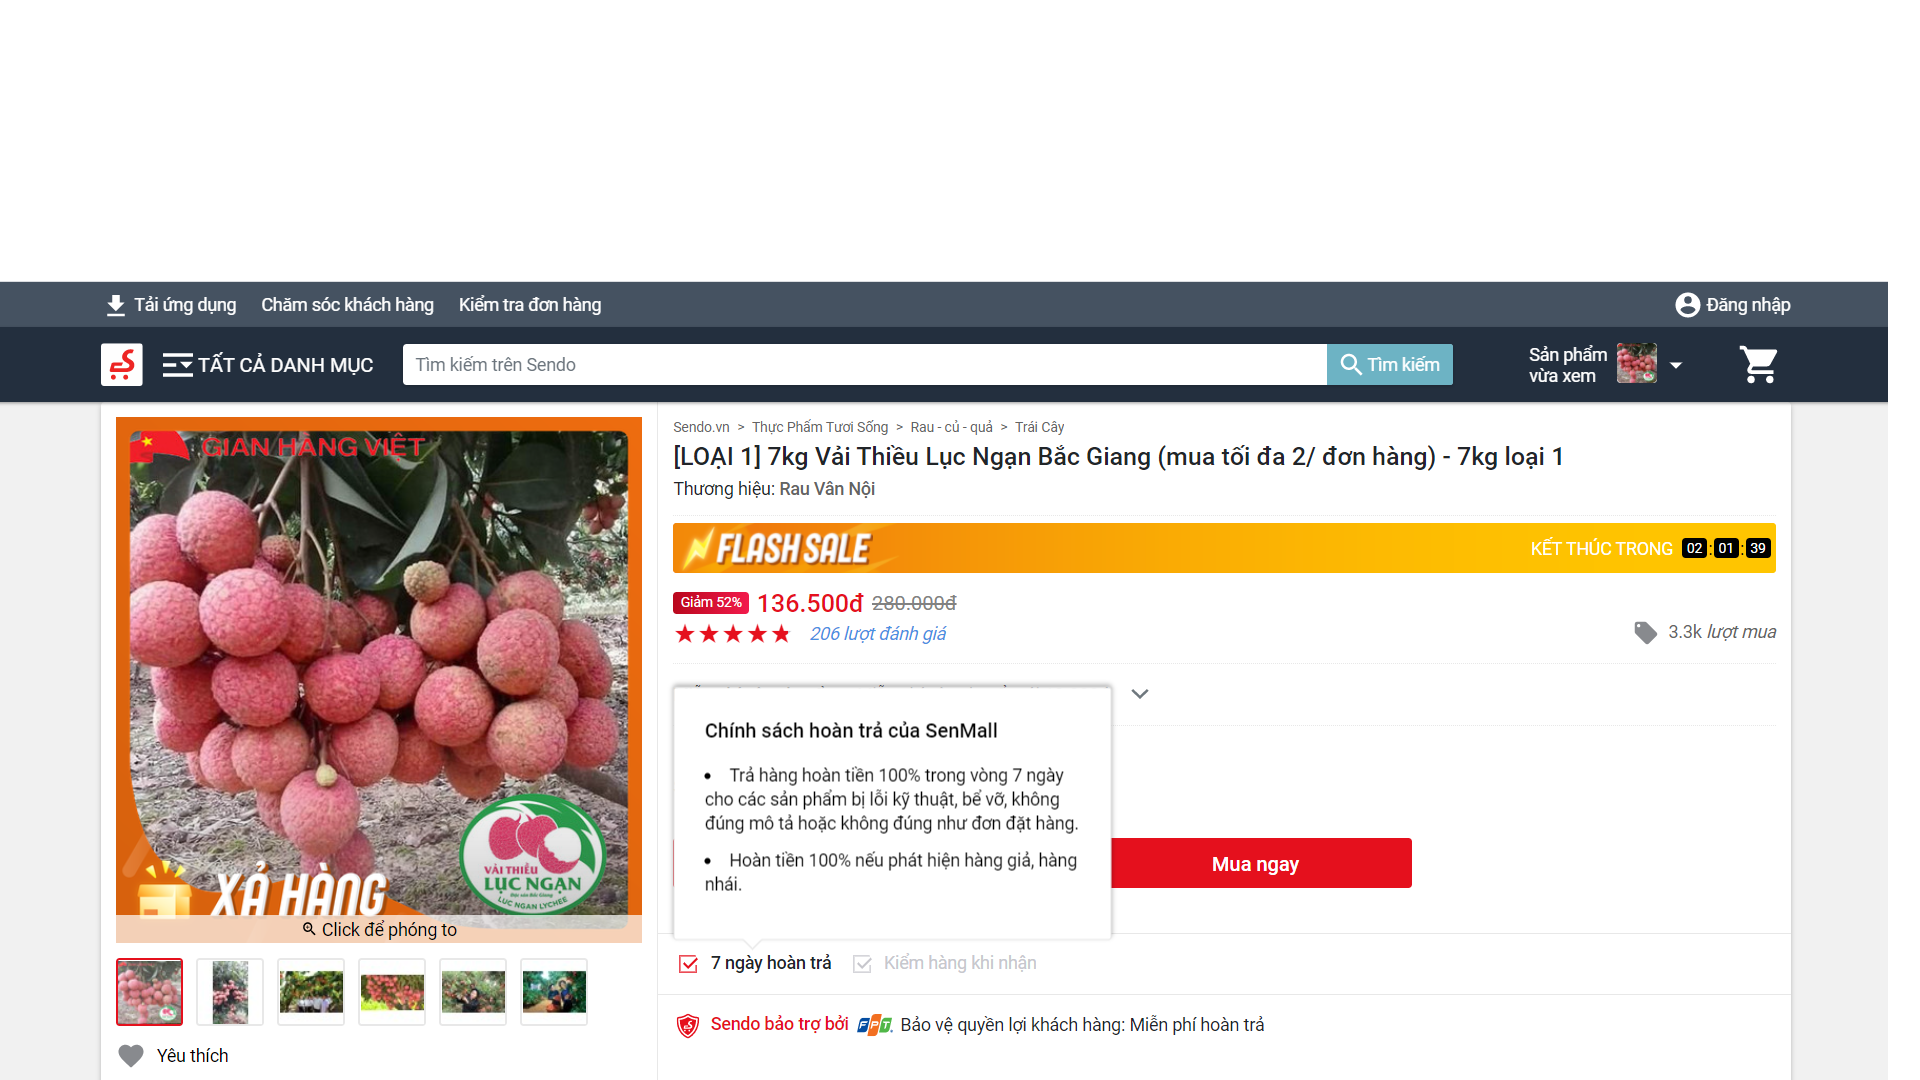 Tải ứng dụng Chăm sóc khách hàng Kiểm tra đơn hàng Đăng nhập
TẤT CẢ DANH MỤC Tìm kiếm trên Sendo Tìm kiếm Sản phẩm
vừa xem
GIAN HÀNG VIỆT
VẢI THIỀU
LỤC NGẠN
Đặc sản Bắc Giang
LUC NGAN LYCHEE
XẢ HÀNG
Click để phóng to
Yêu thích
Sendo.vn > Thực Phẩm Tươi Sống > Rau - củ - quả > Trái Cây
[LOẠI 1] 7kg Vải Thiều Lục Ngạn Bắc Giang (mua tối đa 2/ đơn hàng) - 7kg loại 1
Thương hiệu: Rau Vân Nội
FLASH SALE KẾT THÚC TRONG 02 : 01 : 39
Giảm 52% 136.500đ 280.000đ
206 lượt đánh giá 3.3k lượt mua
Chính sách hoàn trả của SenMall
• Trả hàng hoàn tiền 100% trong vòng 7 ngày
cho các sản phẩm bị lỗi kỹ thuật, bể vỡ, không
đúng mô tả hoặc không đúng như đơn đặt hàng.
• Hoàn tiền 100% nếu phát hiện hàng giả, hàng
nhái.
Mua ngay
7 ngày hoàn trả Kiểm hàng khi nhận
Sendo bảo trợ bởi FPT. Bảo vệ quyền lợi khách hàng: Miễn phí hoàn trả